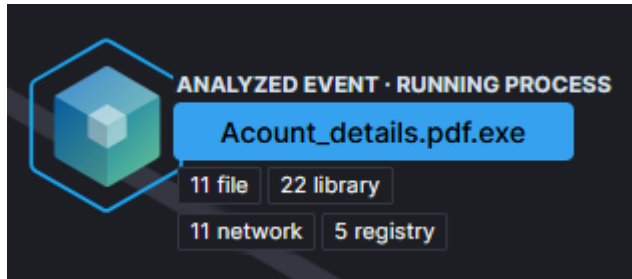 ANALYZED EVENT · RUNNING PROCESS
Acount_details.pdf.exe
11 file 22 library
11 network 5 registry